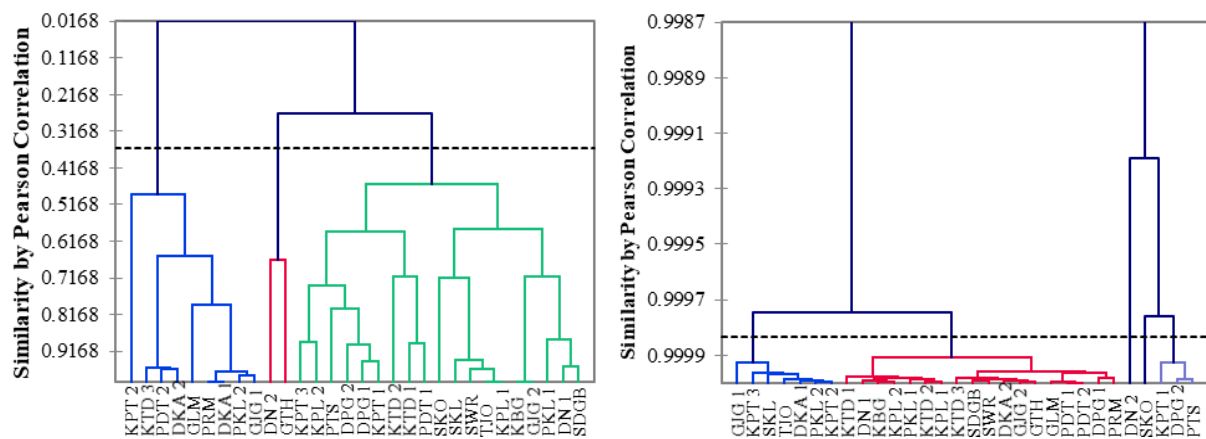 Similarity by Pearson Correlation
0.0168
0.1168
0.2168
0.3168
0.4168
0.5168
0.6168
0.7168
0.8168
0.9168
KPT 2
KTD 3
PDT 2
DKA 2
GLM
PRM
DKA 1
PKL 2
GJG 1
DN 2
GTH
KPT 3
KPL 2
PTS
DPG 2
DPG 1
KPT 1
KTD 2
KTD 1
PDT 1
SKO
SKL
SWR
TJO
KPL 1
KBG
GJG 2
PKL 1
DN 1
SDGB
Similarity by Pearson Correlation
0.9987
0.9989
0.9991
0.9993
0.9995
0.9997
0.9999
GJG 1
KPT 3
SKL
TJO
DKA 1
PKL 2
KPT 2
KTD 1
DN 1
KBG
KPL 2
PKL 1
KTD 2
KPL 1
KTD 3
SDGB
SWR
DKA 2
GJG 2
GTH
GLM
PDT 1
PDT 2
DPG 1
PRM
DN 2
SKO
KPT 1
DPG 2
PTS